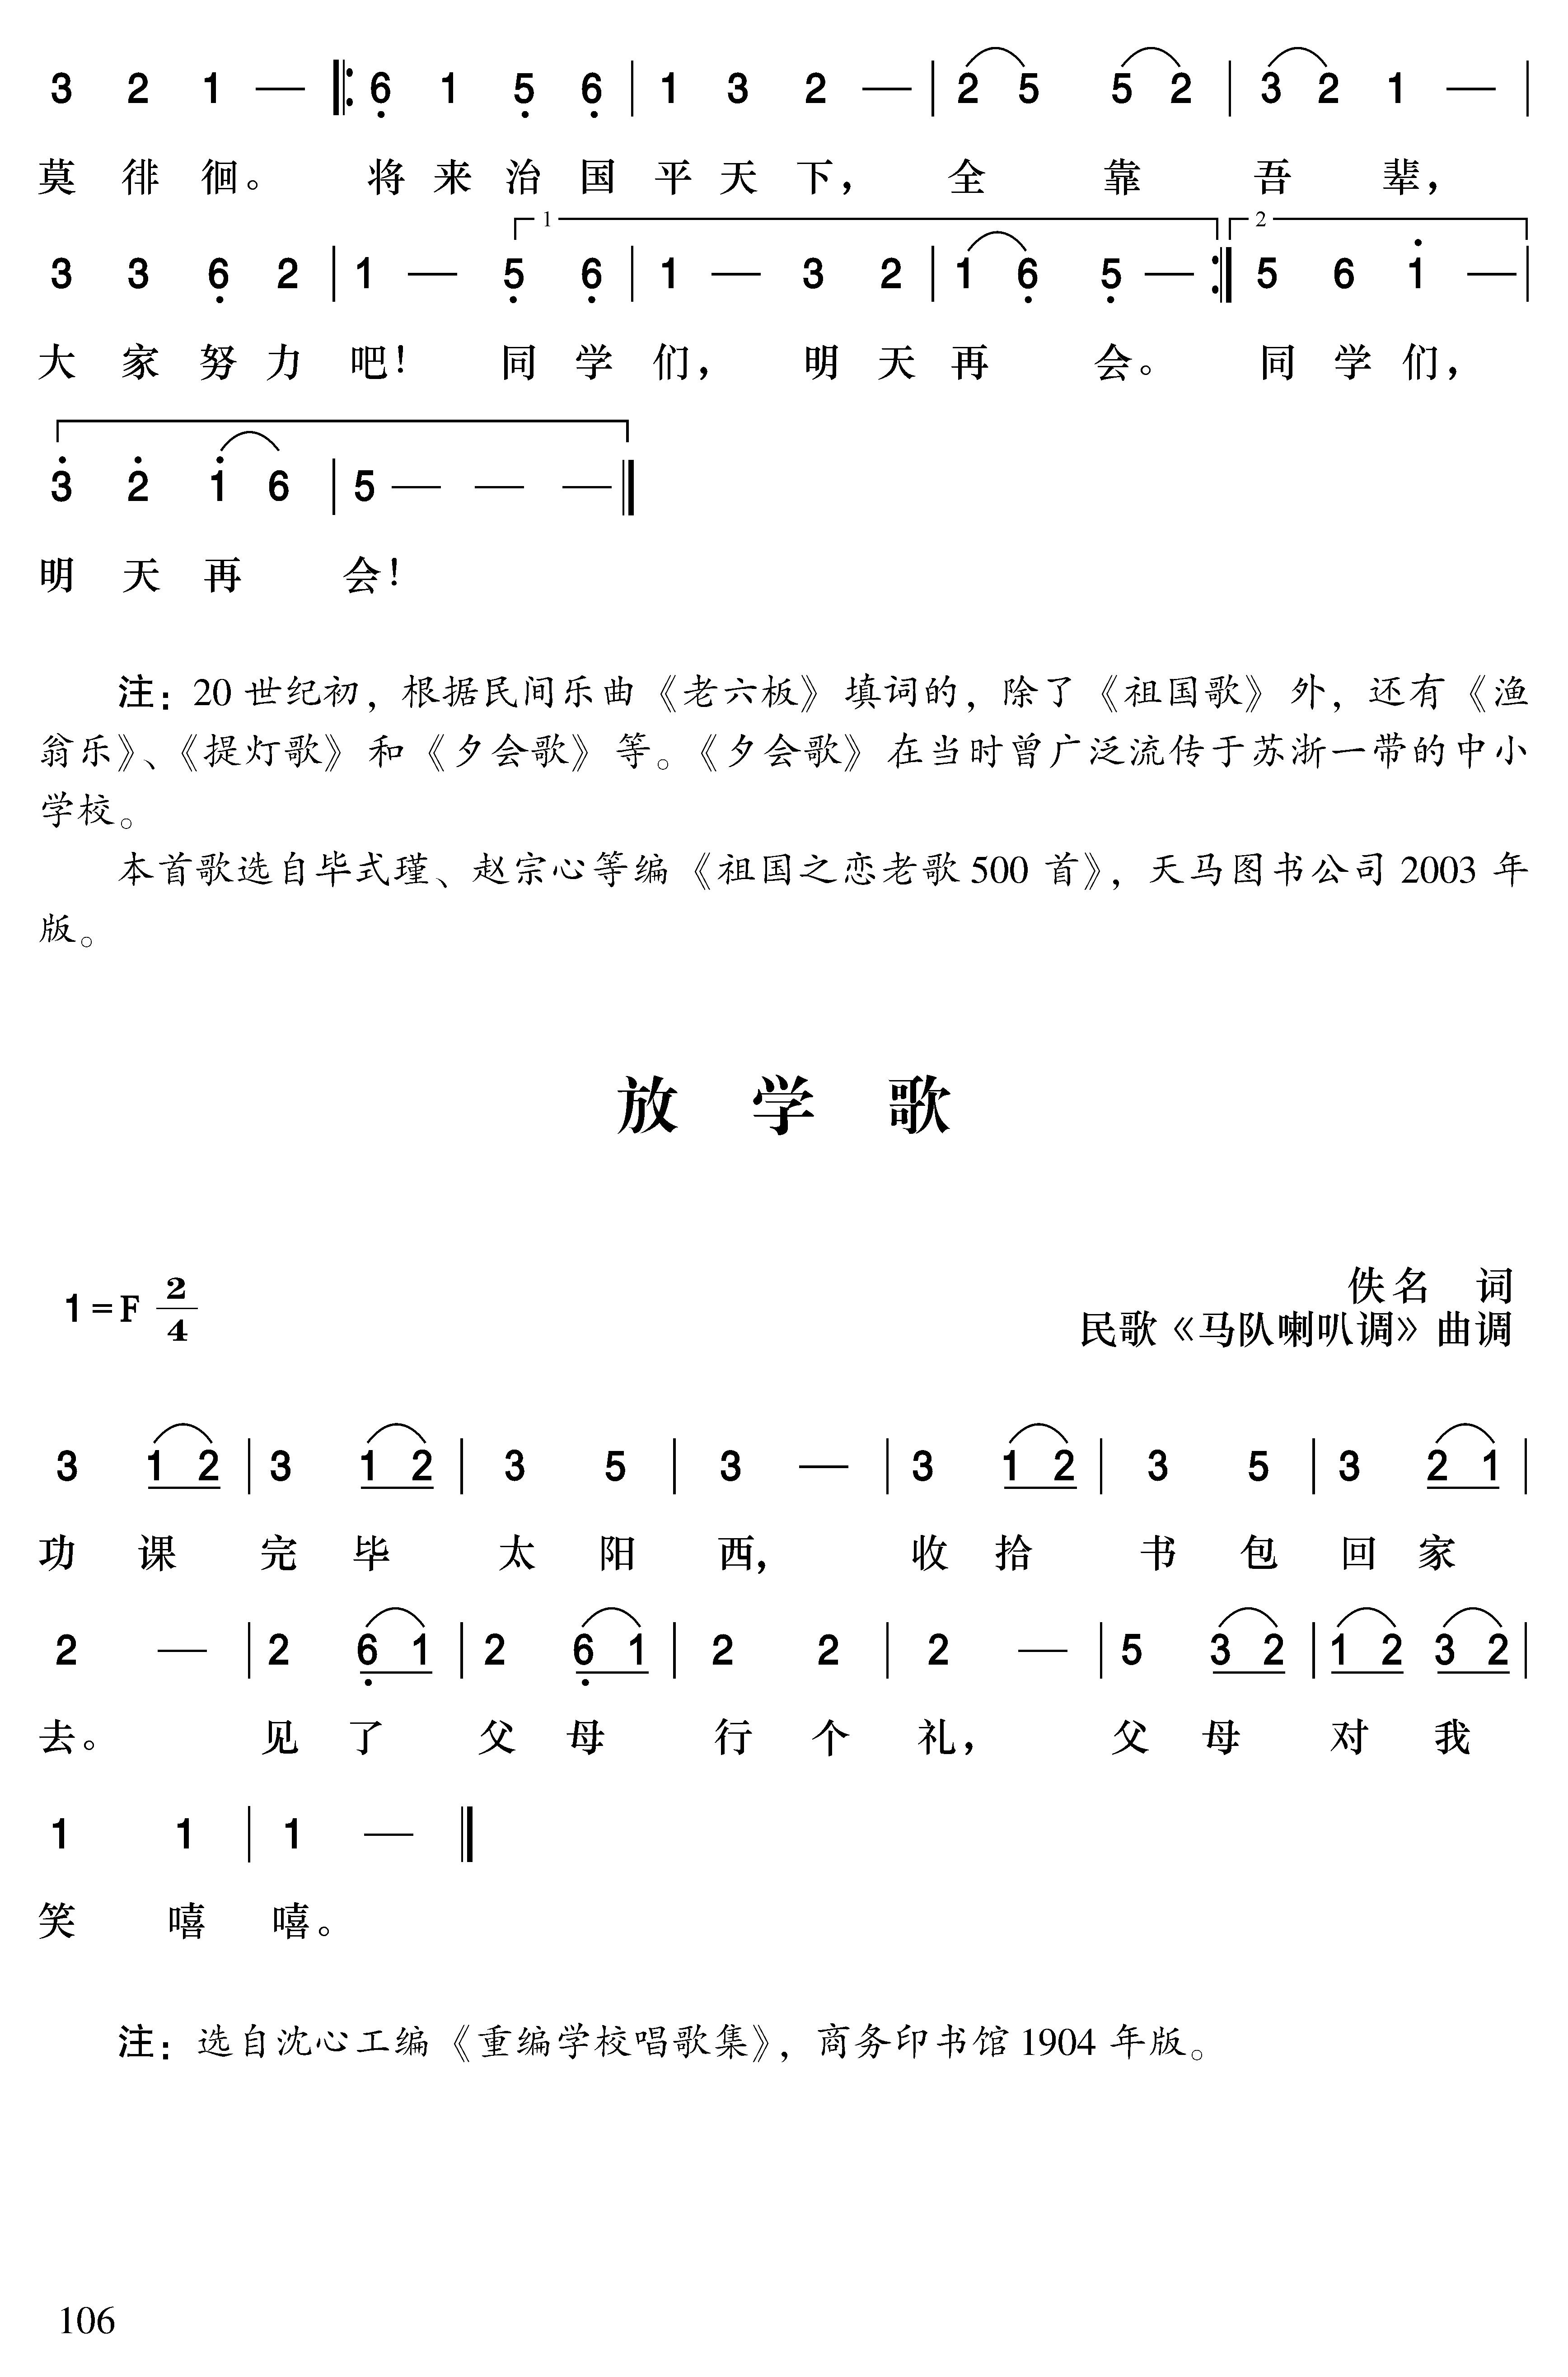 3 2 1 — ‖: 6̣ 1 5̣ 6̣ | 1 3 2 — | 2 5 5 2 | 3 2 1 — |
莫 徘 徊。 将 来 治 国 平 天 下， 全 靠 吾 辈，
1 2
3 3 6̣ 2 | 1 — 5̣ 6̣ | 1 — 3 2 | 1 6̣ 5̣ — :‖ 5 6 1̇ — |
大 家 努 力 吧！ 同 学 们， 明 天 再 会。 同 学 们，
3̇ 2̇ 1̇ 6 | 5 — — — ‖
明 天 再 会！
注：20 世纪初，根据民间乐曲《老六板》填词的，除了《祖国歌》外，还有《渔
翁乐》、《提灯歌》和《夕会歌》等。《夕会歌》在当时曾广泛流传于苏浙一带的中小
学校。
本首歌选自毕式瑾、赵宗心等编《祖国之恋老歌 500 首》，天马图书公司 2003 年
版。
放 学 歌
1=F 2/4
佚名 词
民歌《马队喇叭调》曲调
3 1 2 | 3 1 2 | 3 5 | 3 — | 3 1 2 | 3 5 | 3 2 1 |
功 课 完 毕 太 阳 西， 收 拾 书 包 回 家
2 — | 2 6̣ 1 | 2 6̣ 1 | 2 2 | 2 — | 5 3 2 | 1 2 3 2 |
去。 见 了 父 母 行 个 礼， 父 母 对 我
1 1 | 1 — ‖
笑 嘻 嘻。
注：选自沈心工编《重编学校唱歌集》，商务印书馆 1904 年版。
106